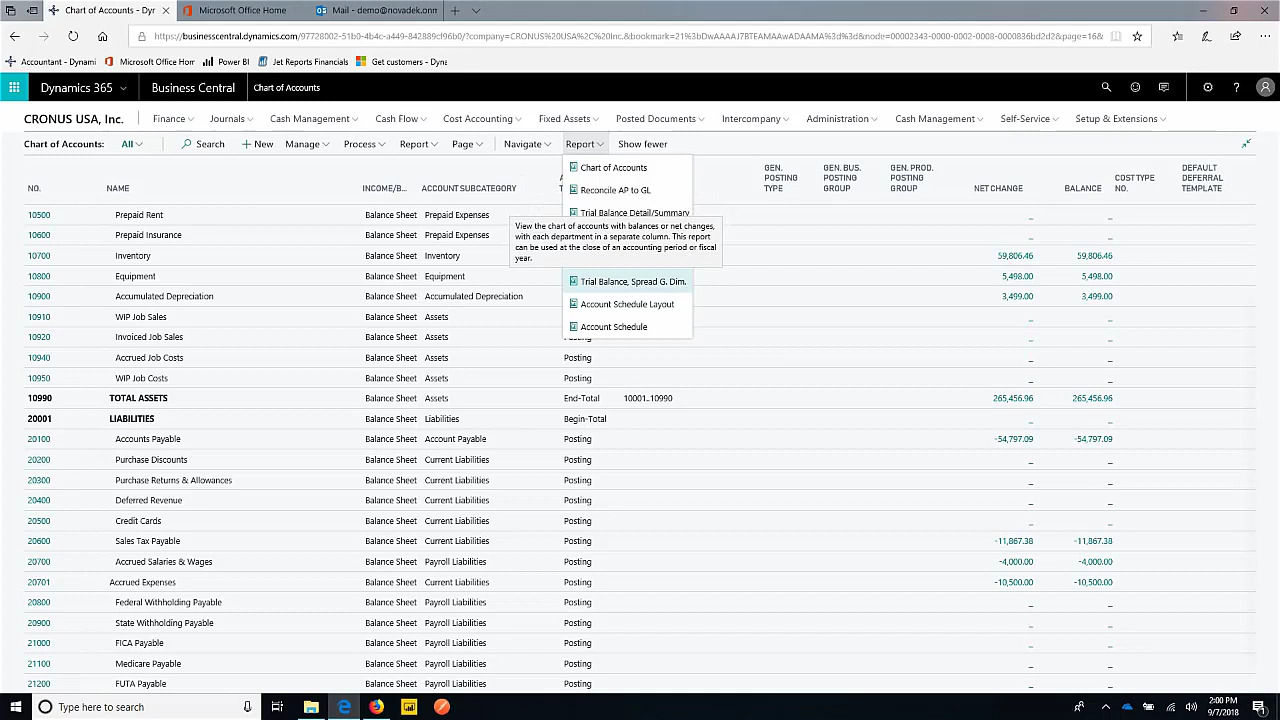 Chart of Accounts - Dyr
Microsoft Office Home
Mail - demo@novadek.onm
https://businesscentral.dynamics.com/97728002-51b0-4b4c-a449-842889cf96b0/?company=CRONUS%20USA%2C%20Inc.&bookmark=21%3bDwAAAAJ7BTEAMAAwADAAMA%3d%3d&node=00002343-0000-0002-0008-0000836bd2d2&page=16&
Accountant - Dynami
Microsoft Office Hom
Power BI
Jet Reports Financials
Get customers - Dyna
Dynamics 365
Business Central
Chart of Accounts
CRONUS USA, Inc.
Finance
Journals
Cash Management
Cash Flow
Cost Accounting
Fixed Assets
Posted Documents
Intercompany
Administration
Cash Management
Self-Service
Setup & Extensions
Chart of Accounts:
All
Search
New
Manage
Process
Report
Page
Navigate
Report
Show fewer
Chart of Accounts
Reconcile AP to GL
Trial Balance Detail/Summary
View the chart of accounts with balances or net changes,
with each department in a separate column. This report
can be used at the close of an accounting period or fiscal
year.
Trial Balance, Spread G. Dim.
Account Schedule Layout
Account Schedule
NO. NAME INCOME/B... ACCOUNT SUBCATEGORY GEN. POSTING TYPE GEN. BUS. POSTING GROUP GEN. PROD. POSTING GROUP NET CHANGE BALANCE COST TYPE NO. DEFAULT DEFERRAL TEMPLATE
10500 Prepaid Rent Balance Sheet Prepaid Expenses _ _
10600 Prepaid Insurance Balance Sheet Prepaid Expenses _ _
10700 Inventory Balance Sheet Inventory 59,806.46 59,806.46
10800 Equipment Balance Sheet Equipment 5,498.00 5,498.00
10900 Accumulated Depreciation Balance Sheet Accumulated Depreciation 3,499.00 3,499.00
10910 WIP Job Sales Balance Sheet Assets _ _
10920 Invoiced Job Sales Balance Sheet Assets Posting _ _
10940 Accrued Job Costs Balance Sheet Assets Posting _ _
10950 WIP Job Costs Balance Sheet Assets Posting _ _
10990 TOTAL ASSETS Balance Sheet Assets End-Total 10001..10990 265,456.96 265,456.96
20001 LIABILITIES Balance Sheet Liabilities Begin-Total _ _
20100 Accounts Payable Balance Sheet Account Payable Posting -54,797.09 -54,797.09
20200 Purchase Discounts Balance Sheet Current Liabilities Posting _ _
20300 Purchase Returns & Allowances Balance Sheet Current Liabilities Posting _ _
20400 Deferred Revenue Balance Sheet Current Liabilities Posting _ _
20500 Credit Cards Balance Sheet Current Liabilities Posting _ _
20600 Sales Tax Payable Balance Sheet Current Liabilities Posting -11,867.38 -11,867.38
20700 Accrued Salaries & Wages Balance Sheet Payroll Liabilities Posting -4,000.00 -4,000.00
20701 Accrued Expenses Balance Sheet Current Liabilities Posting -10,500.00 -10,500.00
20800 Federal Withholding Payable Balance Sheet Payroll Liabilities Posting _ _
20900 State Withholding Payable Balance Sheet Payroll Liabilities Posting _ _
21000 FICA Payable Balance Sheet Payroll Liabilities Posting _ _
21100 Medicare Payable Balance Sheet Payroll Liabilities Posting _ _
21200 FUTA Payable Balance Sheet Payroll Liabilities Posting _ _
Type here to search
2:00 PM
9/7/2018